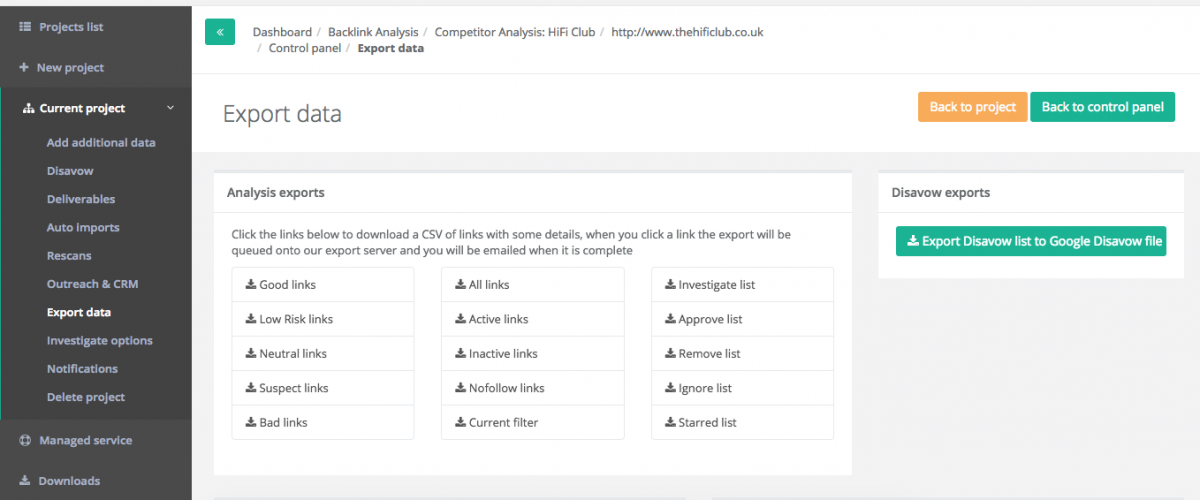 Projects list
New project
Current project
Add additional data
Disavow
Deliverables
Auto imports
Rescans
Outreach & CRM
Export data
Investigate options
Notifications
Delete project
Managed service
Downloads
Dashboard / Backlink Analysis / Competitor Analysis: HiFi Club / http://www.thehificlub.co.uk
/ Control panel / Export data
Export data
Back to project
Back to control panel
Analysis exports
Click the links below to download a CSV of links with some details, when you click a link the export will be
queued onto our export server and you will be emailed when it is complete
Good links
Low Risk links
Neutral links
Suspect links
Bad links
All links
Active links
Inactive links
Nofollow links
Current filter
Investigate list
Approve list
Remove list
Ignore list
Starred list
Disavow exports
Export Disavow list to Google Disavow file